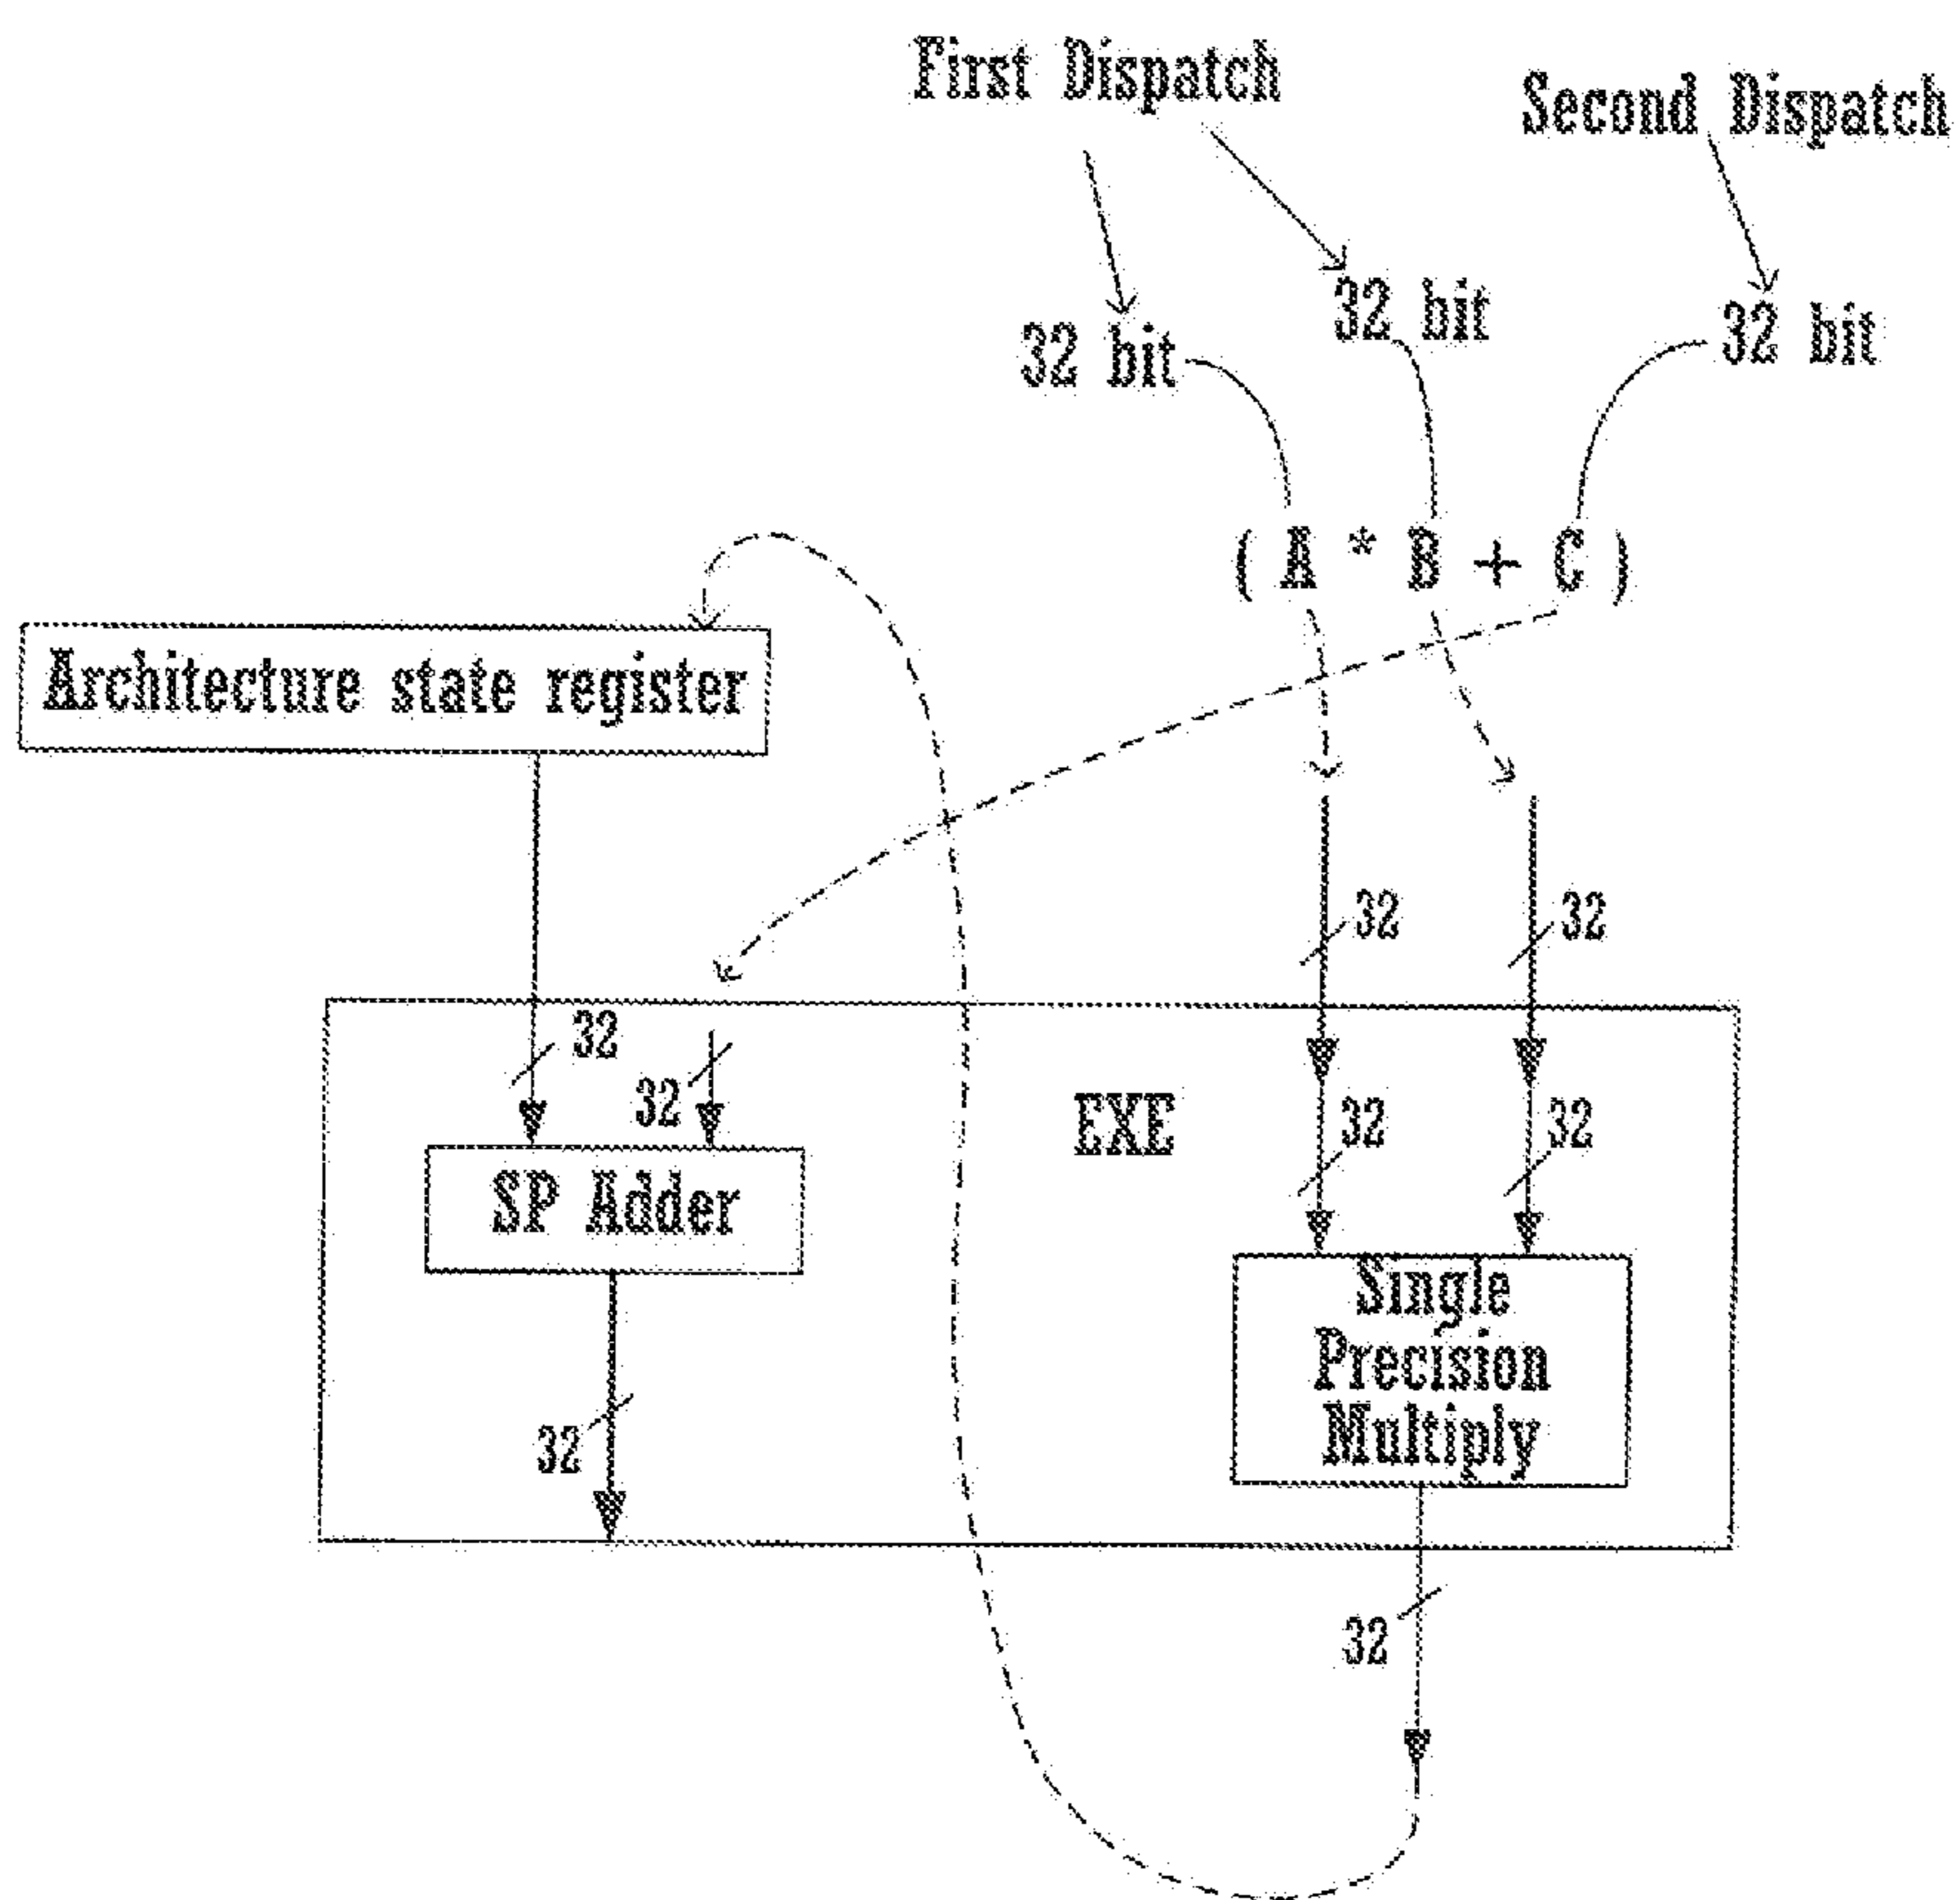 First Dispatch
Second Dispatch
32 bit
32 bit
32 bit
( A * B + C )
Architecture state register
32
32
32
32
EXE
32
32
SP Adder
Single
Precision
Multiply
32
32